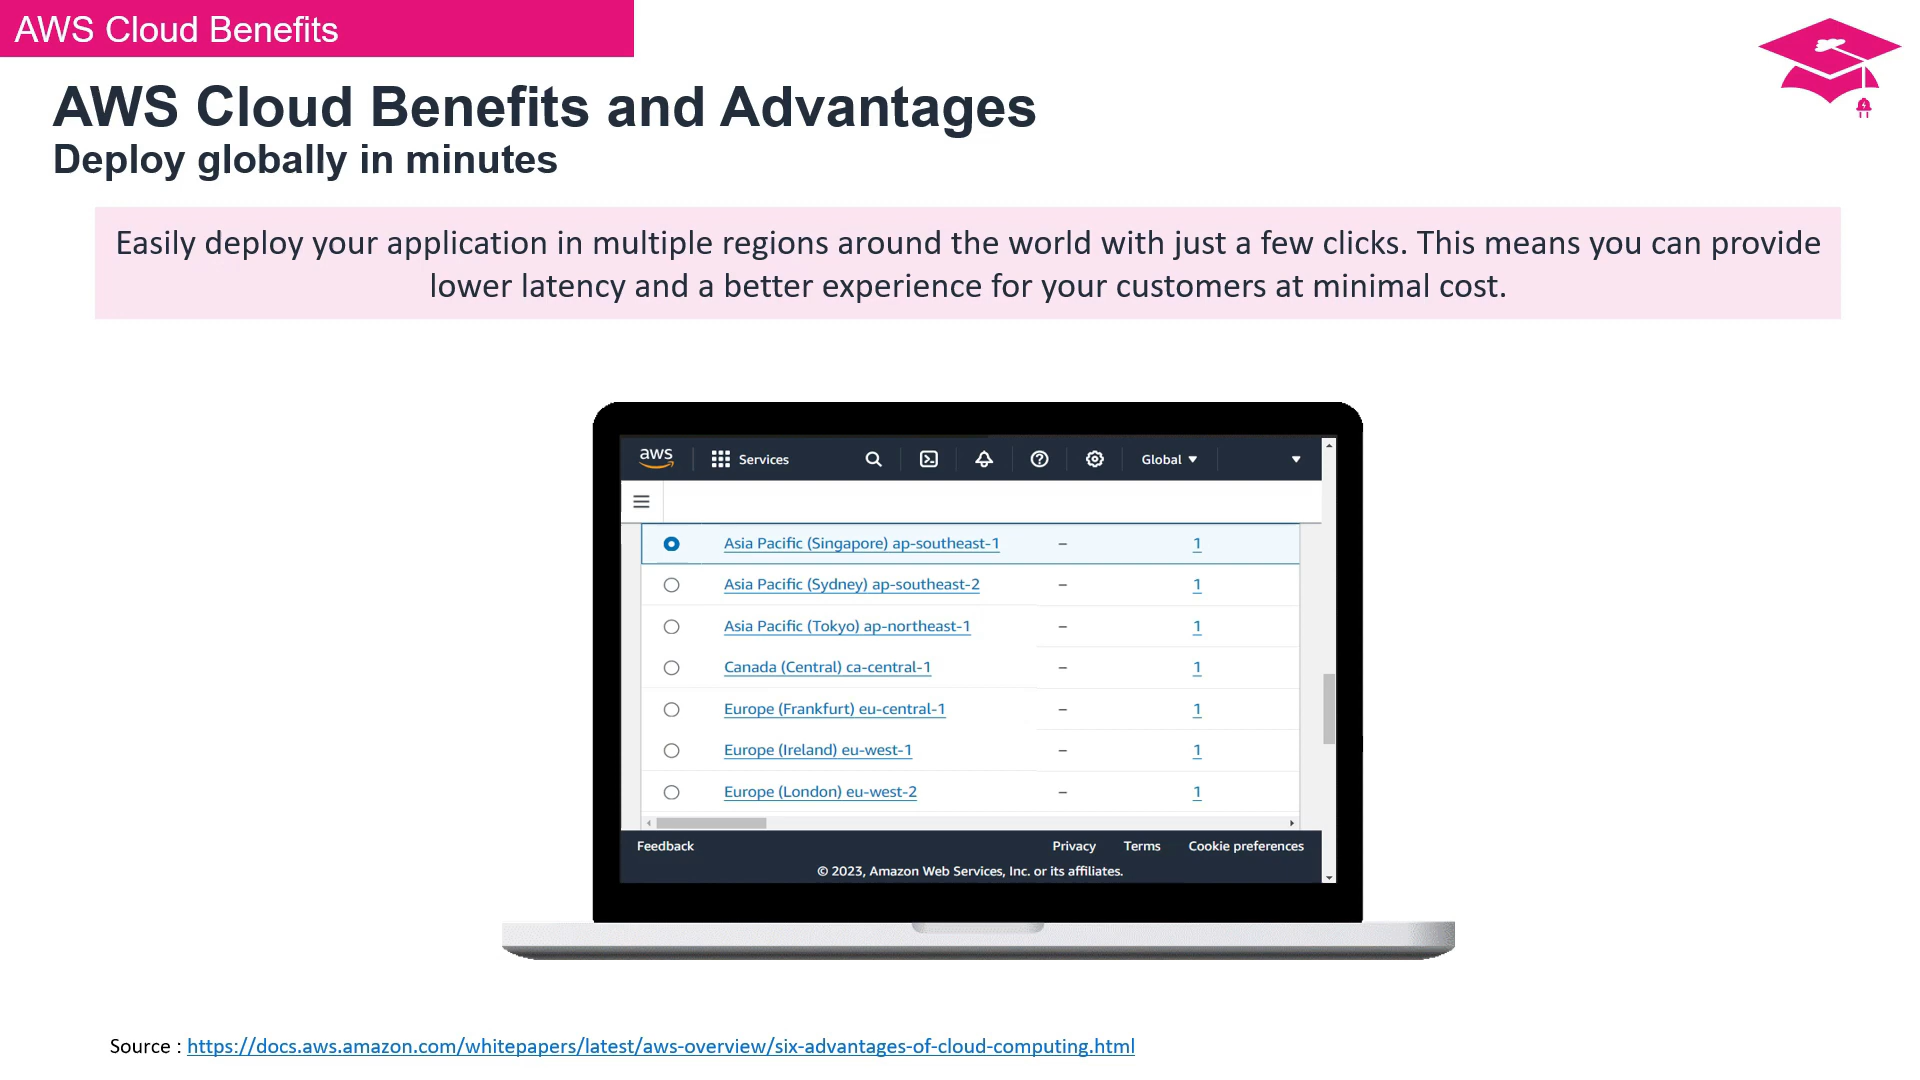 AWS Cloud Benefits
AWS Cloud Benefits and Advantages
Deploy globally in minutes
Easily deploy your application in multiple regions around the world with just a few clicks. This means you can provide
lower latency and a better experience for your customers at minimal cost.
aws Services Global
Asia Pacific (Singapore) ap-southeast-1 – 1
Asia Pacific (Sydney) ap-southeast-2 – 1
Asia Pacific (Tokyo) ap-northeast-1 – 1
Canada (Central) ca-central-1 – 1
Europe (Frankfurt) eu-central-1 – 1
Europe (Ireland) eu-west-1 – 1
Europe (London) eu-west-2 – 1
Feedback Privacy Terms Cookie preferences
© 2023, Amazon Web Services, Inc. or its affiliates.
Source : https://docs.aws.amazon.com/whitepapers/latest/aws-overview/six-advantages-of-cloud-computing.html